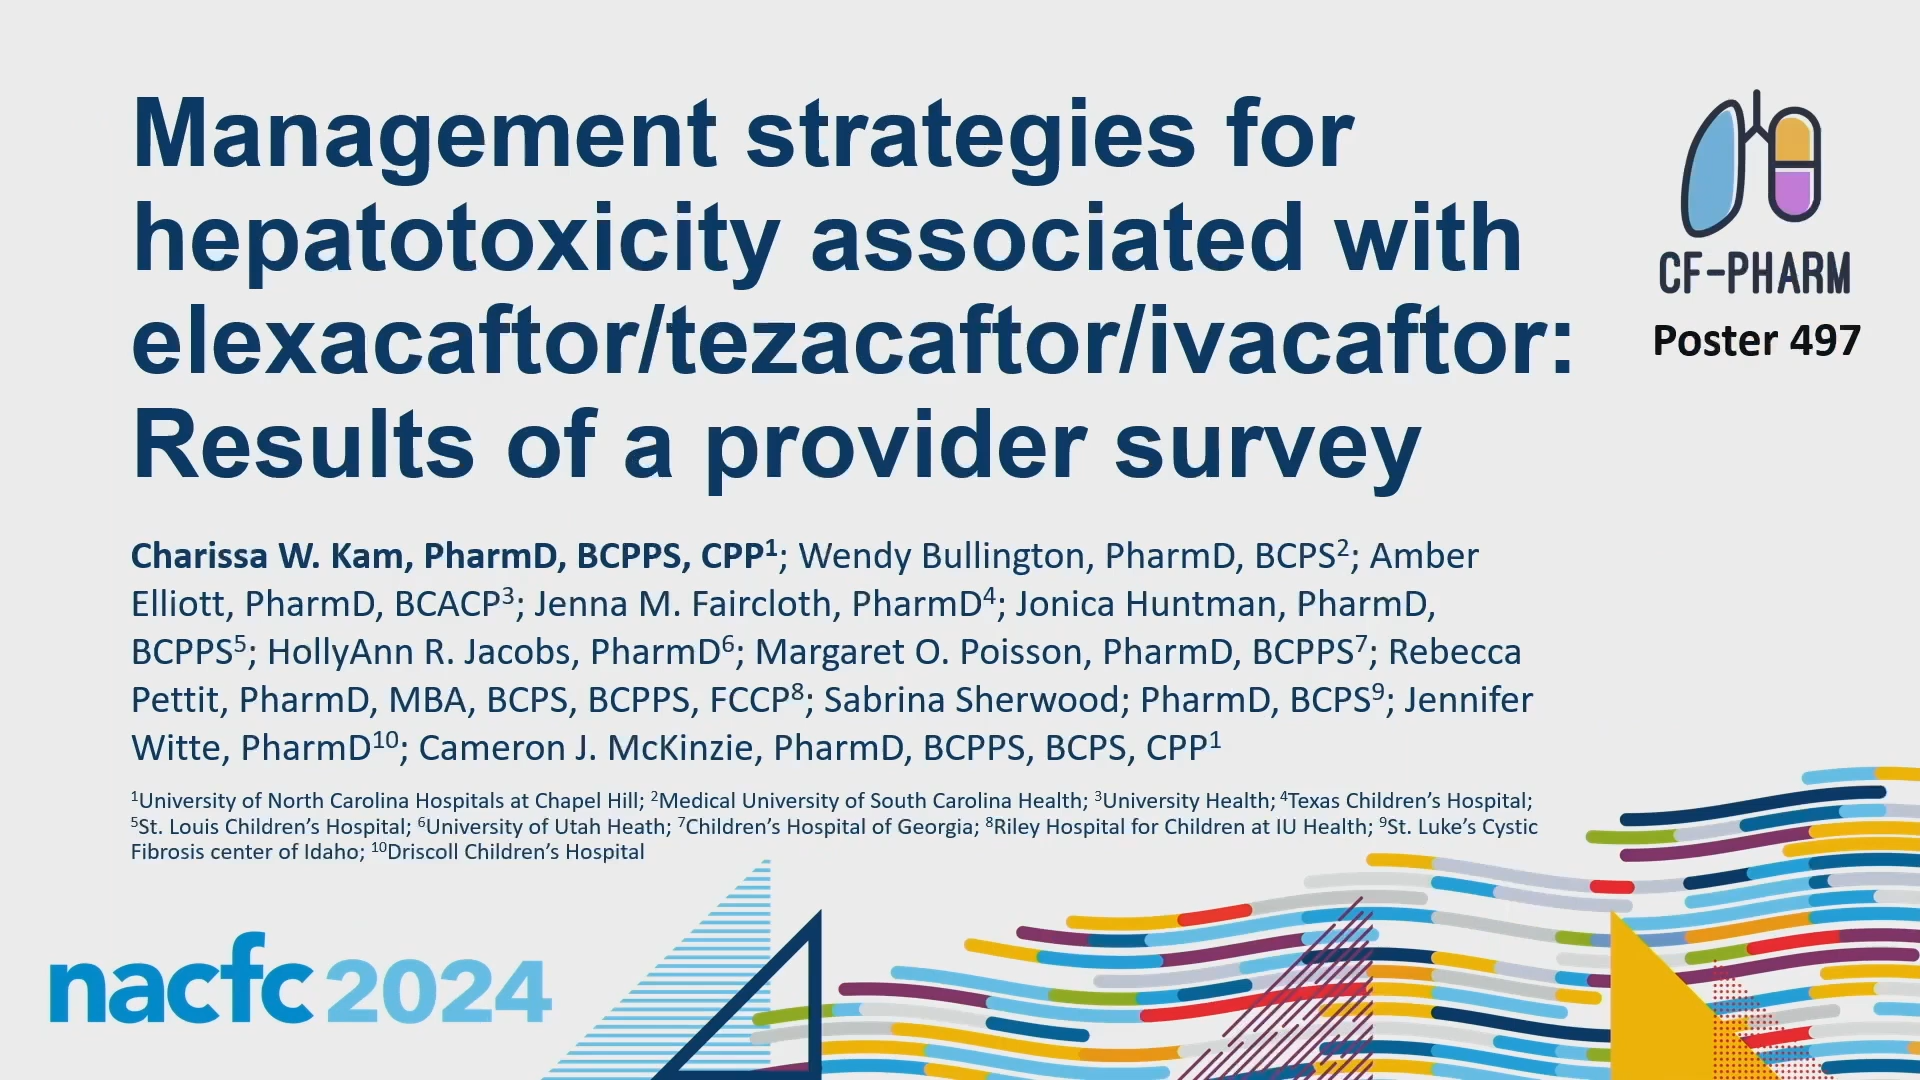 Management strategies for
hepatotoxicity associated with
elexacaftor/tezacaftor/ivacaftor:
Results of a provider survey
CF-PHARM
Poster 497
Charissa W. Kam, PharmD, BCPPS, CPP¹; Wendy Bullington, PharmD, BCPS²; Amber
Elliott, PharmD, BCACP³; Jenna M. Faircloth, PharmD⁴; Jonica Huntman, PharmD,
BCPPS⁵; HollyAnn R. Jacobs, PharmD⁶; Margaret O. Poisson, PharmD, BCPPS⁷; Rebecca
Pettit, PharmD, MBA, BCPS, BCPPS, FCCP⁸; Sabrina Sherwood; PharmD, BCPS⁹; Jennifer
Witte, PharmD¹⁰; Cameron J. McKinzie, PharmD, BCPPS, BCPS, CPP¹
¹University of North Carolina Hospitals at Chapel Hill; ²Medical University of South Carolina Health; ³University Health; ⁴Texas Children’s Hospital;
⁵St. Louis Children’s Hospital; ⁶University of Utah Heath; ⁷Children’s Hospital of Georgia; ⁸Riley Hospital for Children at IU Health; ⁹St. Luke’s Cystic
Fibrosis center of Idaho; ¹⁰Driscoll Children’s Hospital
nacfc 2024